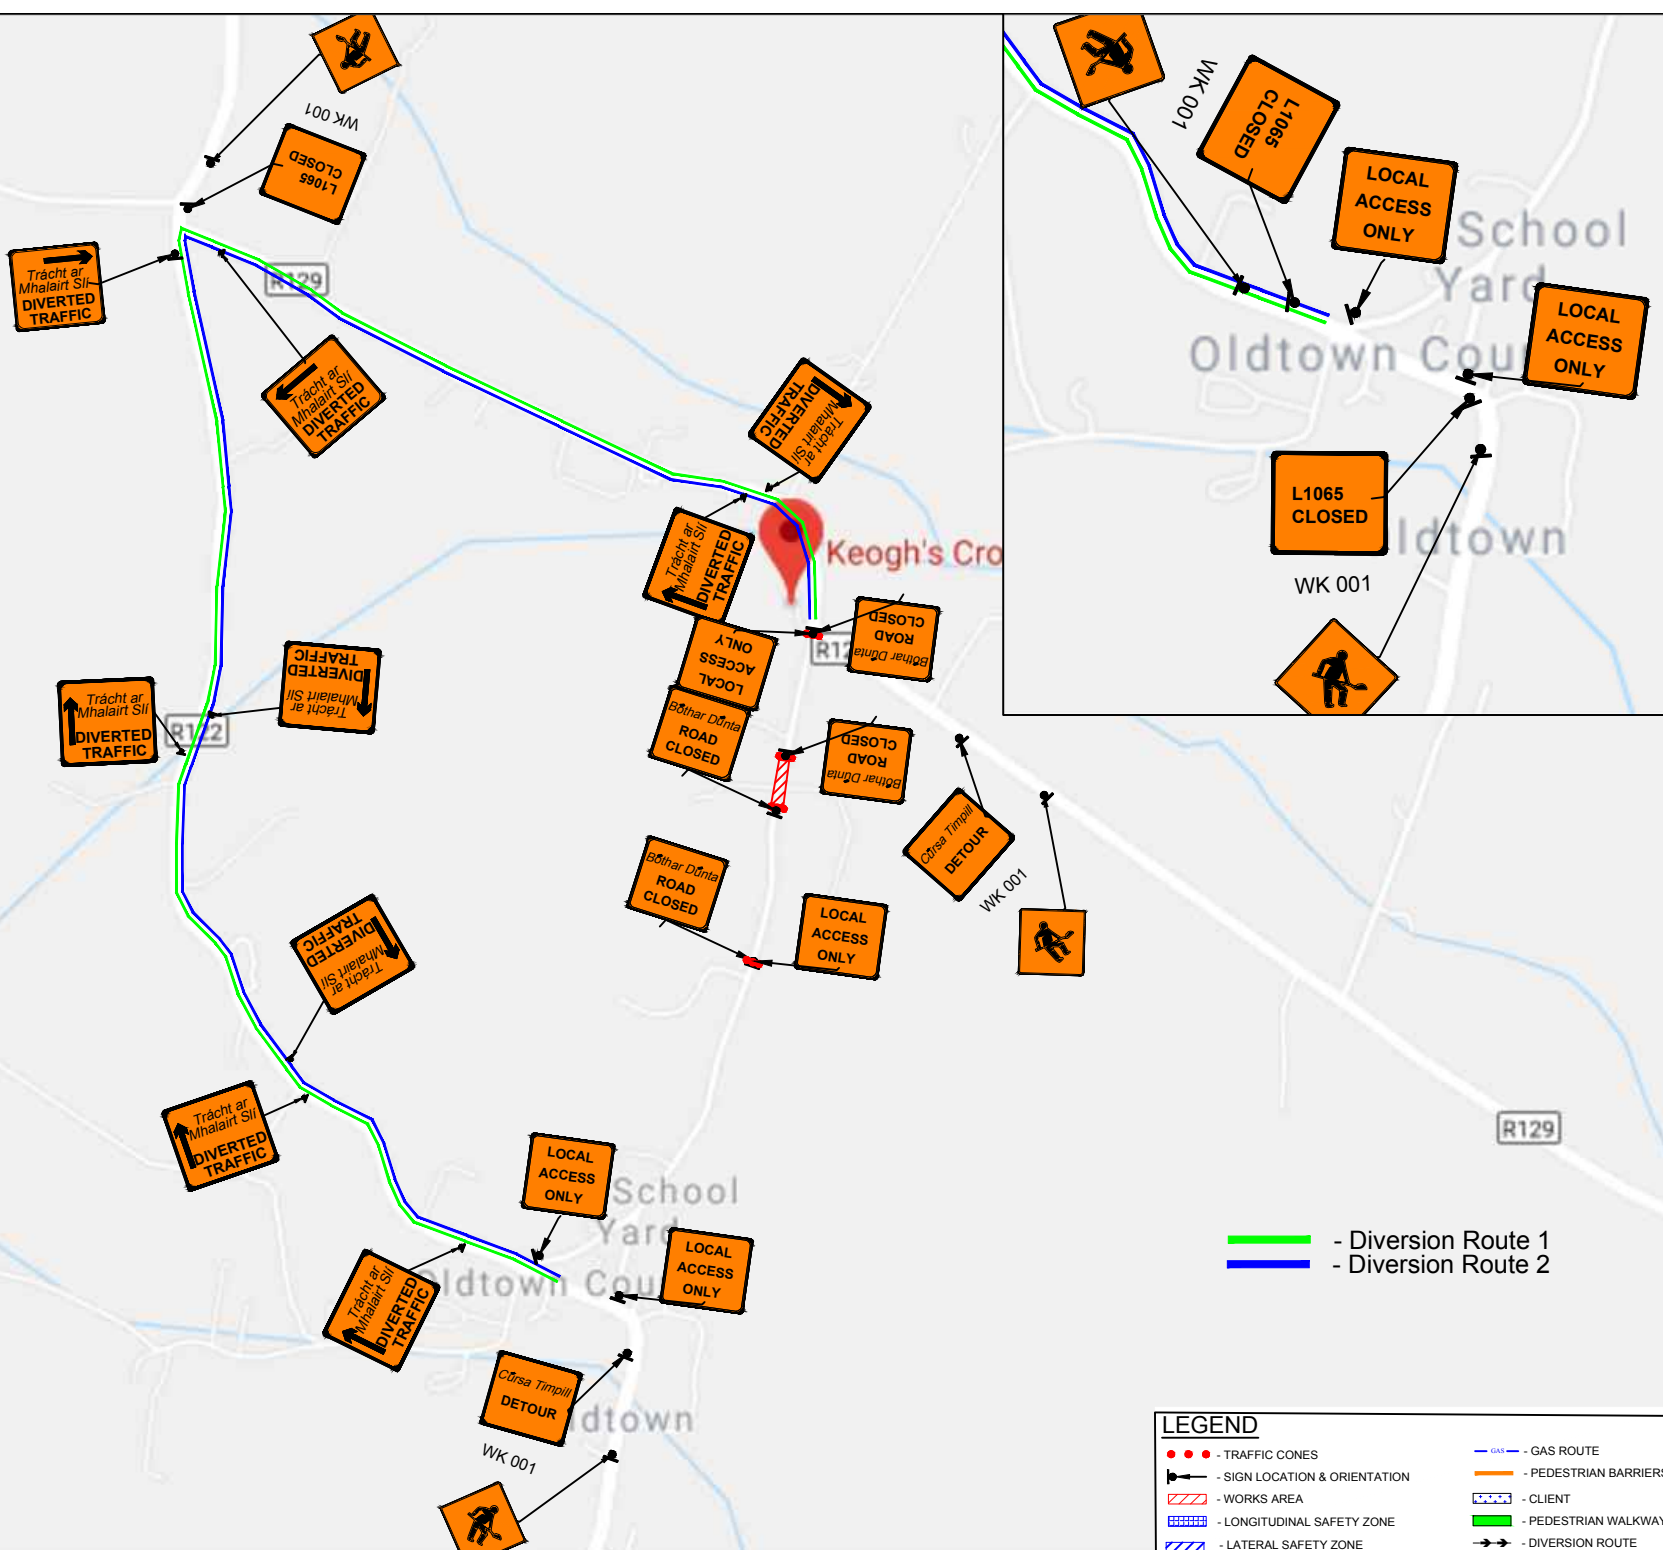 WK 001
L1065
CLOSED
Trácht ar
Mhalairt Slí
DIVERTED
TRAFFIC
R129
Trácht ar
Mhalairt Slí
DIVERTED
TRAFFIC
Trácht ar
Mhalairt Slí
DIVERTED
TRAFFIC
Trácht ar
Mhalairt Slí
DIVERTED
TRAFFIC
Keogh's Cro
LOCAL
ACCESS
ONLY
Bóthar Dúnta
ROAD
CLOSED
R12
Bóthar Dúnta
ROAD
CLOSED
Bóthar Dúnta
ROAD
CLOSED
Trácht ar
Mhalairt Slí
DIVERTED
TRAFFIC
Trácht ar
Mhalairt Slí
DIVERTED
TRAFFIC
R122
Cúrsa Timpill
DETOUR
WK 001
Bóthar Dúnta
ROAD
CLOSED
LOCAL
ACCESS
ONLY
Trácht ar
Mhalairt Slí
DIVERTED
TRAFFIC
Trácht ar
Mhalairt Slí
DIVERTED
TRAFFIC
LOCAL
ACCESS
ONLY
School
Yard
LOCAL
ACCESS
ONLY
Oldtown Cou
Trácht ar
Mhalairt Slí
DIVERTED
TRAFFIC
Cúrsa Timpill
DETOUR
ldtown
WK 001
R129
WK 001
L1065
CLOSED
LOCAL
ACCESS
ONLY
School
Yard
LOCAL
ACCESS
ONLY
Oldtown Cou
L1065
CLOSED
ldtown
WK 001
- Diversion Route 1
- Diversion Route 2
LEGEND
- TRAFFIC CONES
- SIGN LOCATION & ORIENTATION
- WORKS AREA
- LONGITUDINAL SAFETY ZONE
- LATERAL SAFETY ZONE
GAS - GAS ROUTE
- PEDESTRIAN BARRIERS
- CLIENT
- PEDESTRIAN WALKWAY
- DIVERSION ROUTE